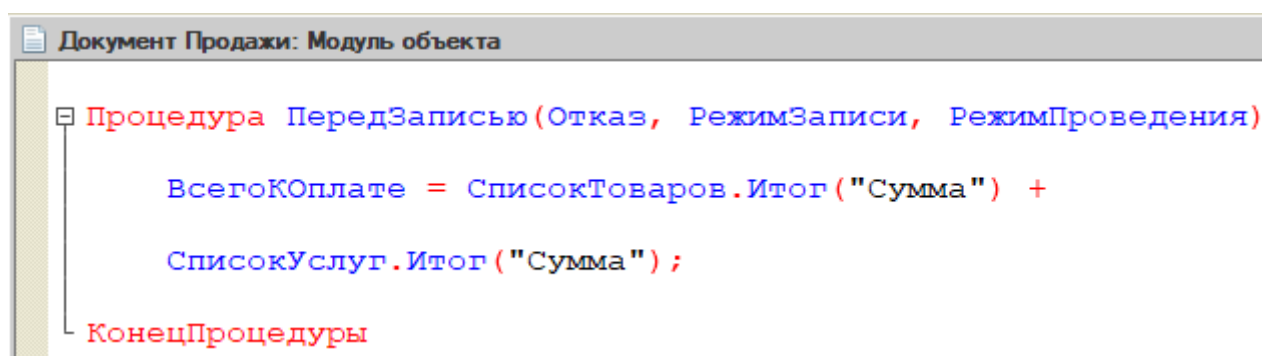 Документ Продажи: Модуль объекта
Процедура ПередЗаписью(Отказ, РежимЗаписи, РежимПроведения)
ВсегоКОплате = СписокТоваров.Итог("Сумма") +
СписокУслуг.Итог("Сумма");
КонецПроцедуры